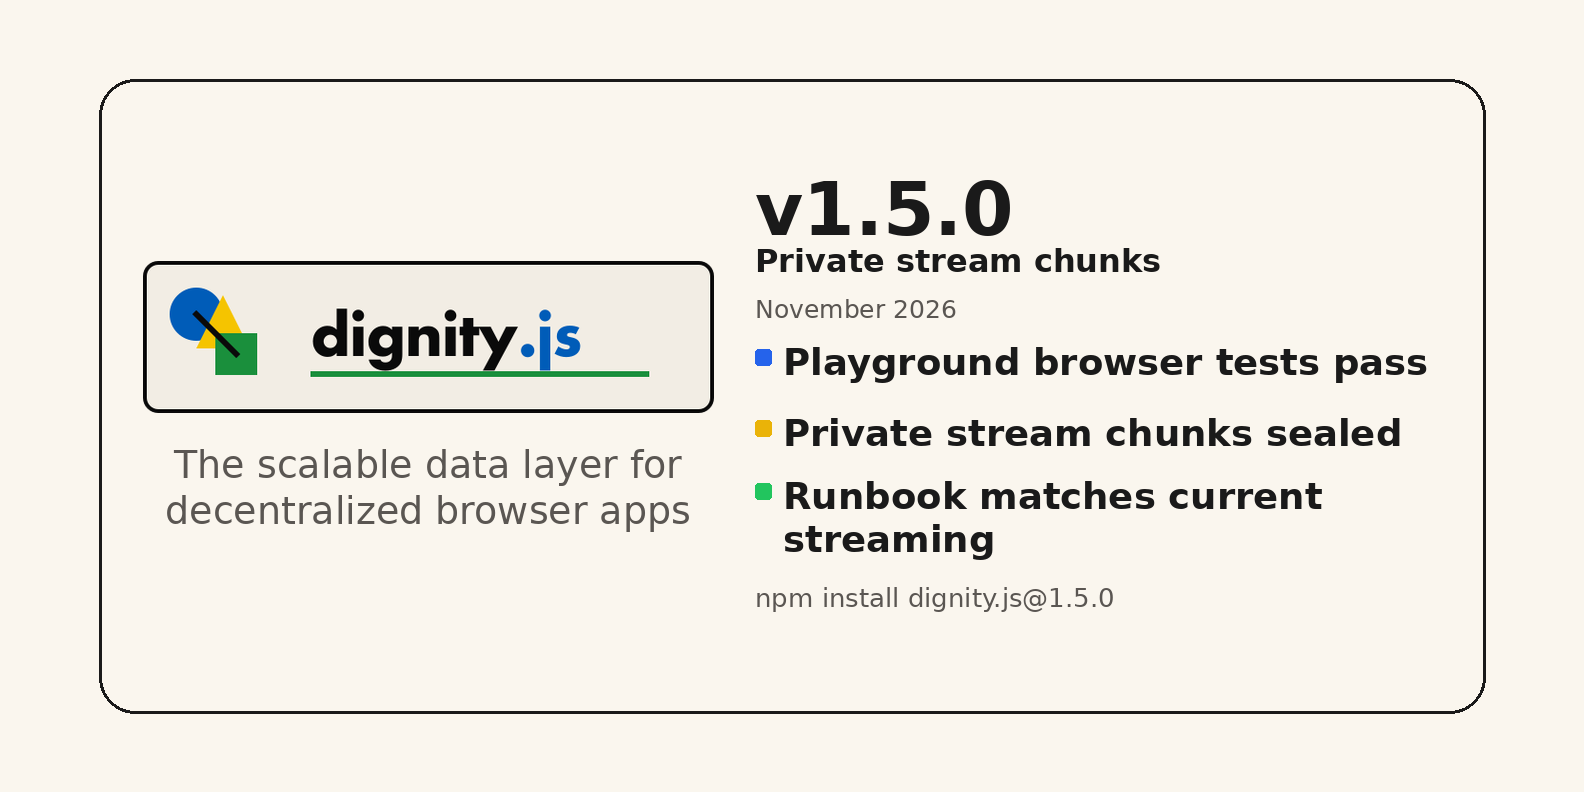 dignity.js
The scalable data layer for
decentralized browser apps
v1.5.0
Private stream chunks
November 2026
Playground browser tests pass
Private stream chunks sealed
Runbook matches current
streaming
npm install dignity.js@1.5.0